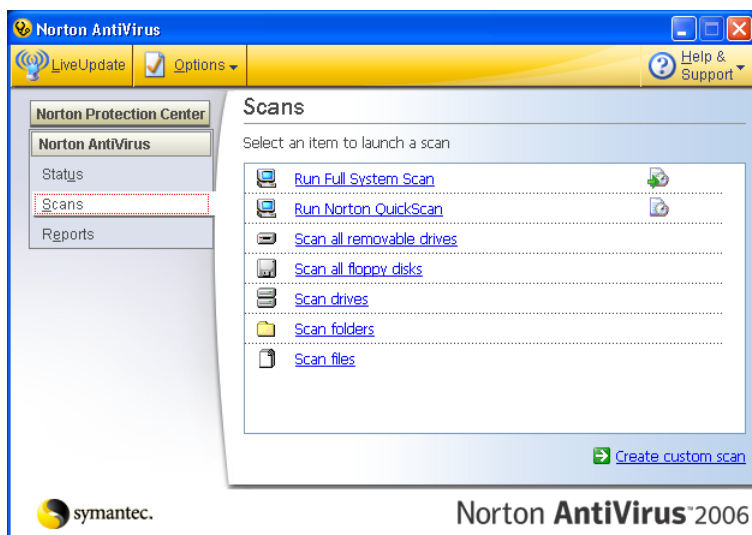 Norton AntiVirus
LiveUpdate
Options
Help & Support
Norton Protection Center
Norton AntiVirus
Status
Scans
Reports
Scans
Select an item to launch a scan
Run Full System Scan
Run Norton QuickScan
Scan all removable drives
Scan all floppy disks
Scan drives
Scan folders
Scan files
Create custom scan
symantec.
Norton AntiVirus™2006